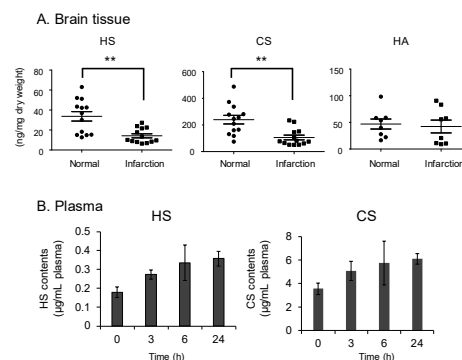 A. Brain tissue
HS
CS
HA
**
**
(ng/mg dry weight)
80
60
40
20
0
Normal
Infarction
600
400
200
0
Normal
Infarction
150
100
50
0
Normal
Infarction
B. Plasma
HS
CS
HS contents
(µg/mL plasma)
0.5
0.4
0.3
0.2
0.1
0
0 3 6 24
Time (h)
CS contents
(µg/mL plasma)
8
6
4
2
0
0 3 6 24
Time (h)